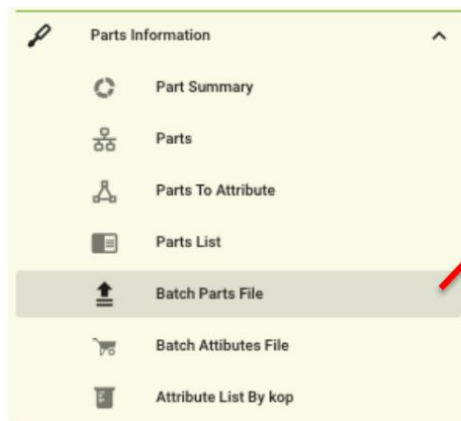 Parts Information
Part Summary
Parts
Parts To Attribute
Parts List
Batch Parts File
Batch Attibutes File
Attribute List By kop